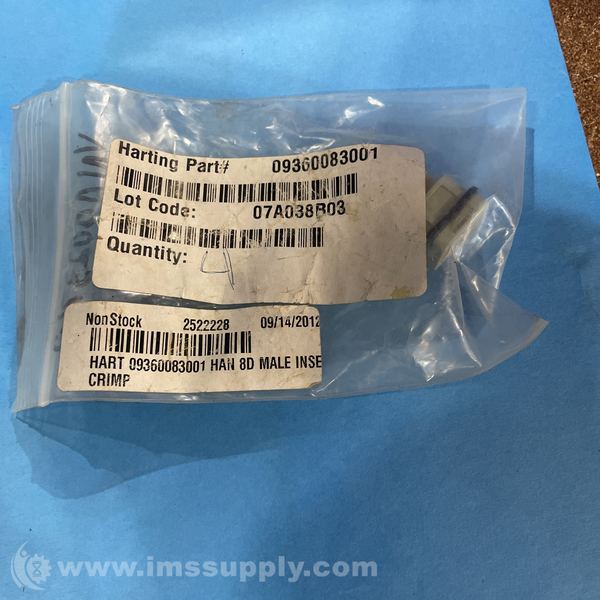 Harting Part# 09360083001
Lot Code: 07A038B03
Quantity: 4
NonStock 2522228 09/14/2012
HART 09360083001 HAN 8D MALE INSE
CRIMP
www.imssupply.com